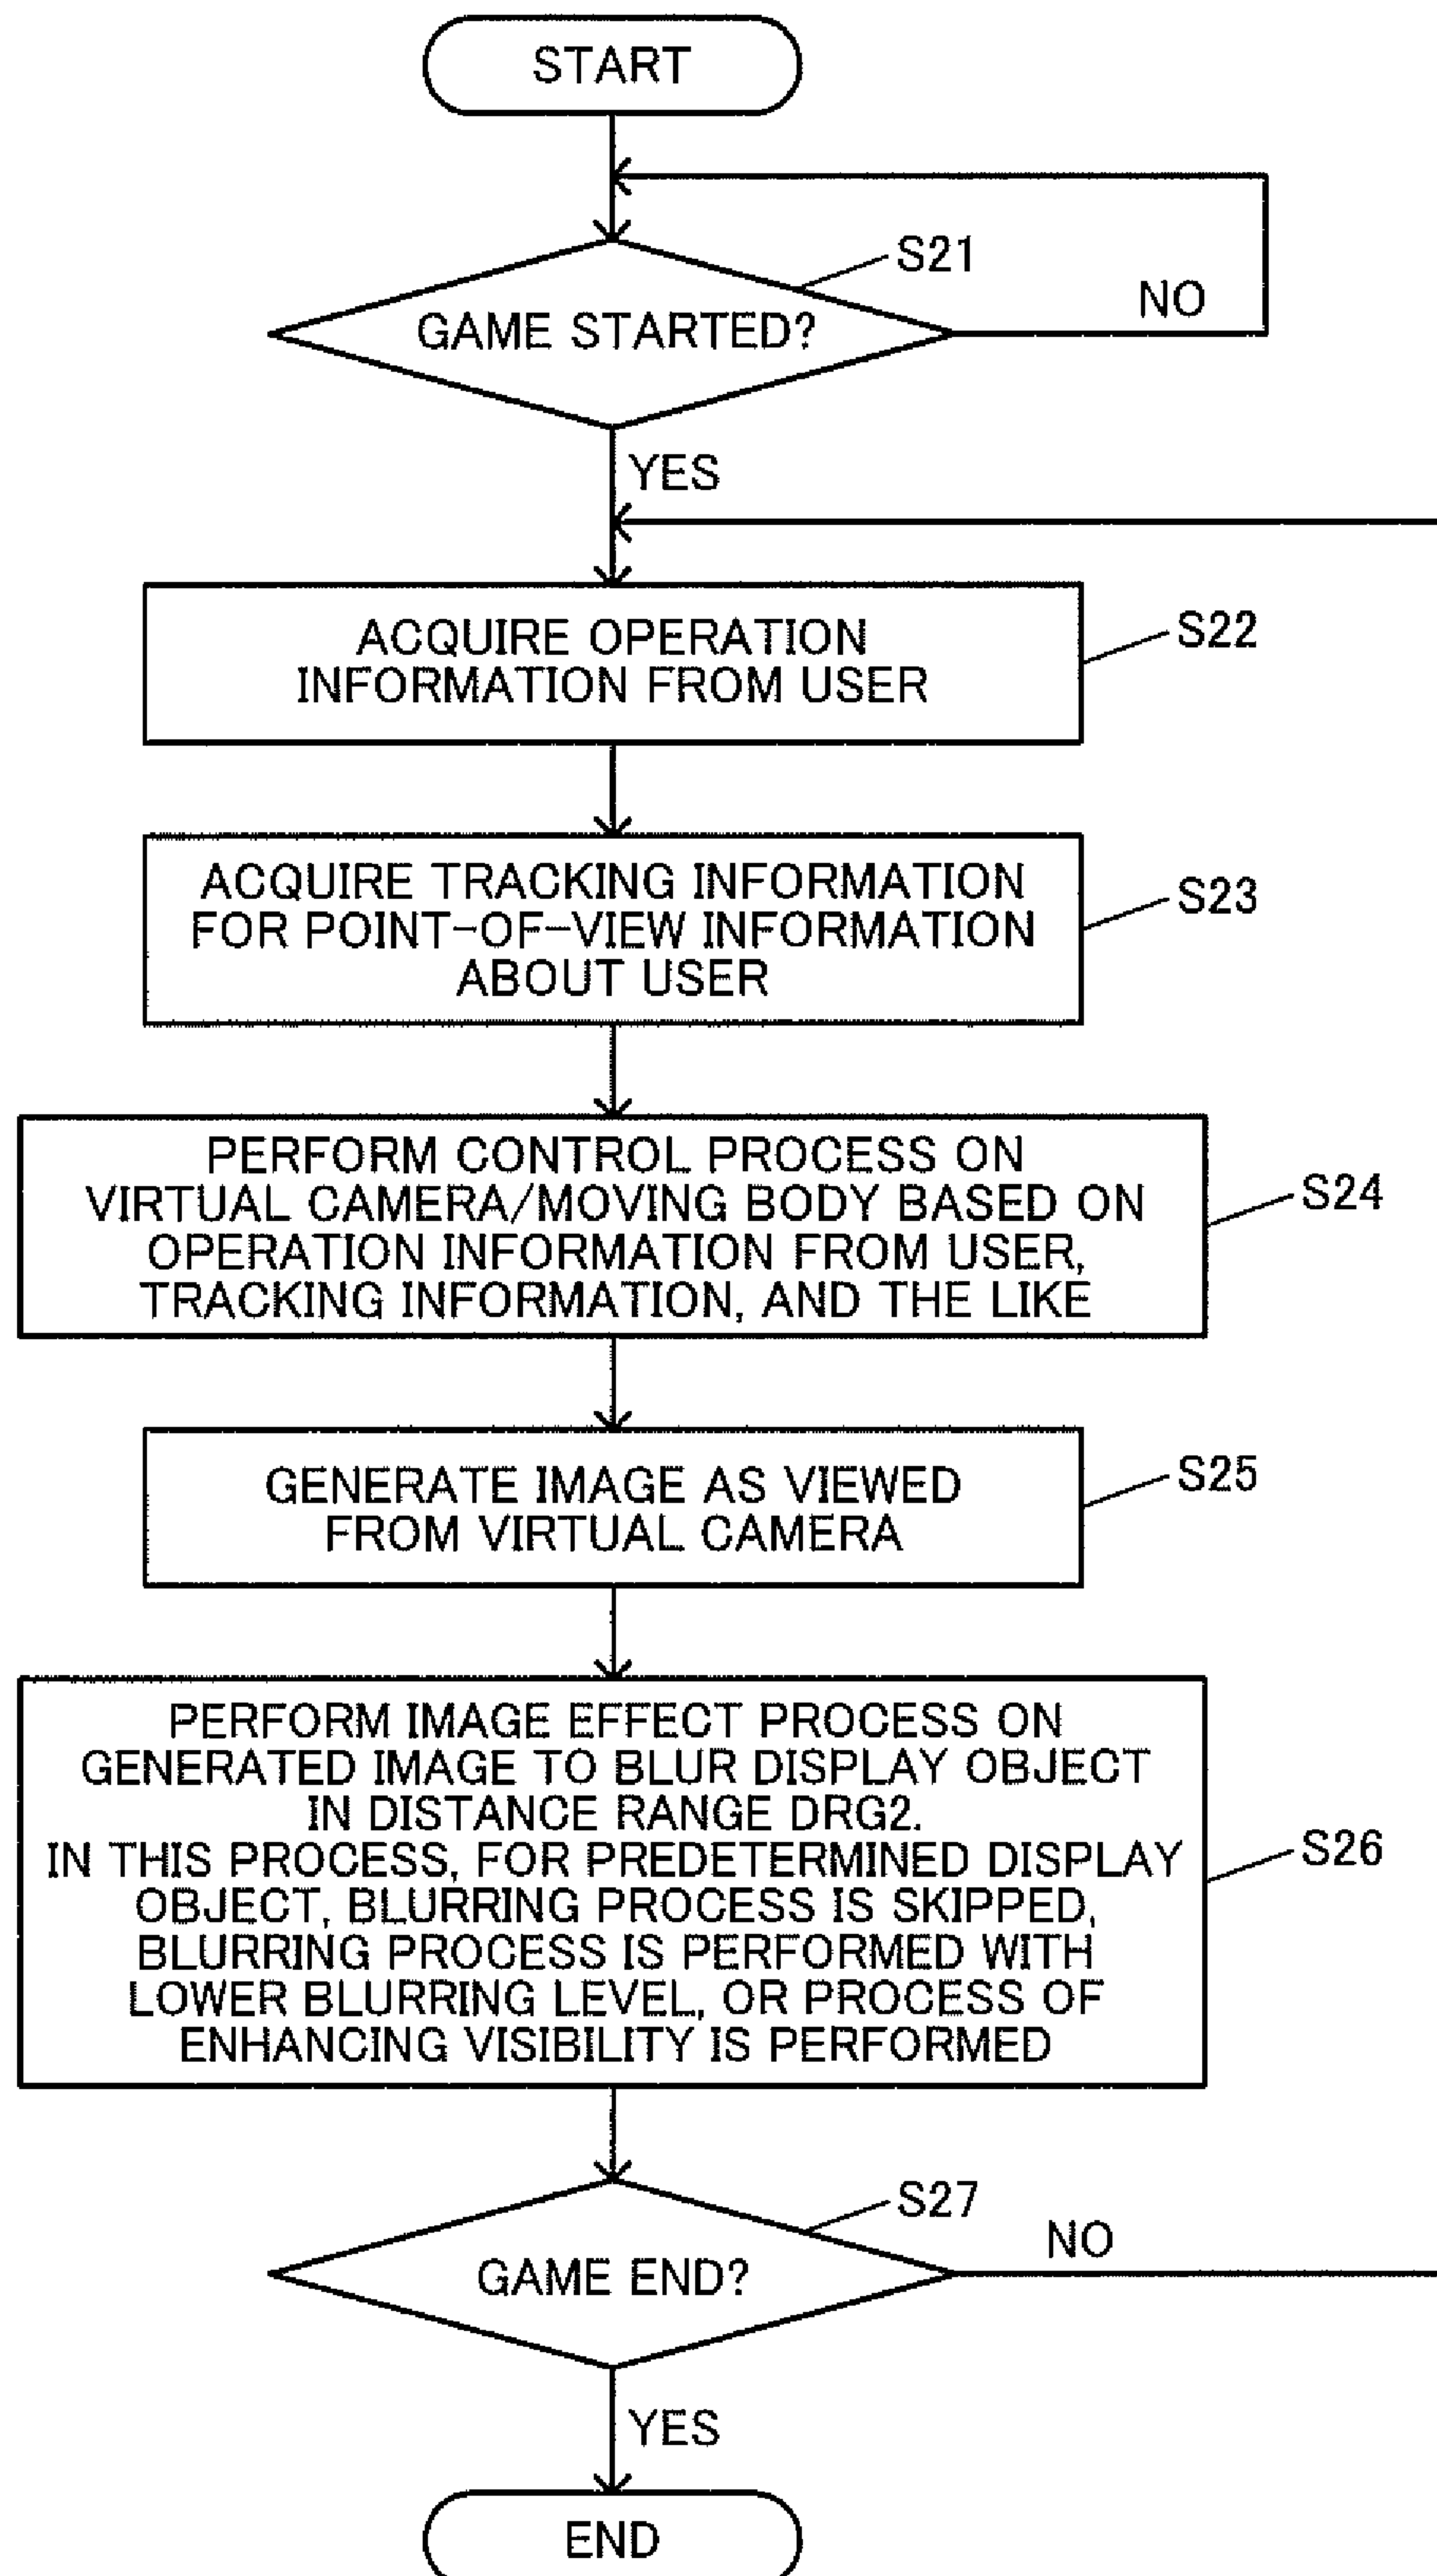 START
S21
GAME STARTED?
NO
YES
ACQUIRE OPERATION
INFORMATION FROM USER
S22
ACQUIRE TRACKING INFORMATION
FOR POINT-OF-VIEW INFORMATION
ABOUT USER
S23
PERFORM CONTROL PROCESS ON
VIRTUAL CAMERA/MOVING BODY BASED ON
OPERATION INFORMATION FROM USER,
TRACKING INFORMATION, AND THE LIKE
S24
GENERATE IMAGE AS VIEWED
FROM VIRTUAL CAMERA
S25
PERFORM IMAGE EFFECT PROCESS ON
GENERATED IMAGE TO BLUR DISPLAY OBJECT
IN DISTANCE RANGE DRG2.
IN THIS PROCESS, FOR PREDETERMINED DISPLAY
OBJECT, BLURRING PROCESS IS SKIPPED,
BLURRING PROCESS IS PERFORMED WITH
LOWER BLURRING LEVEL, OR PROCESS OF
ENHANCING VISIBILITY IS PERFORMED
S26
S27
GAME END?
NO
YES
END